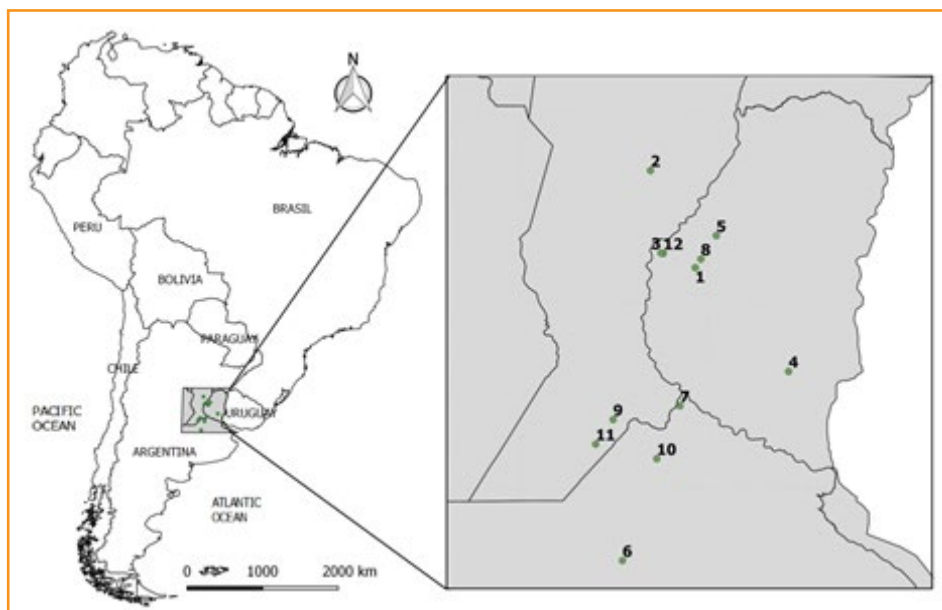 N
BRASIL
PERU
BOLIVIA
PARAGUAY
CHILE
URUGUAY
PACIFIC
OCEAN
ARGENTINA
ATLANTIC
OCEAN
0 1000 2000 km
2
5
3 12
8
1
4
7
9
11
10
6